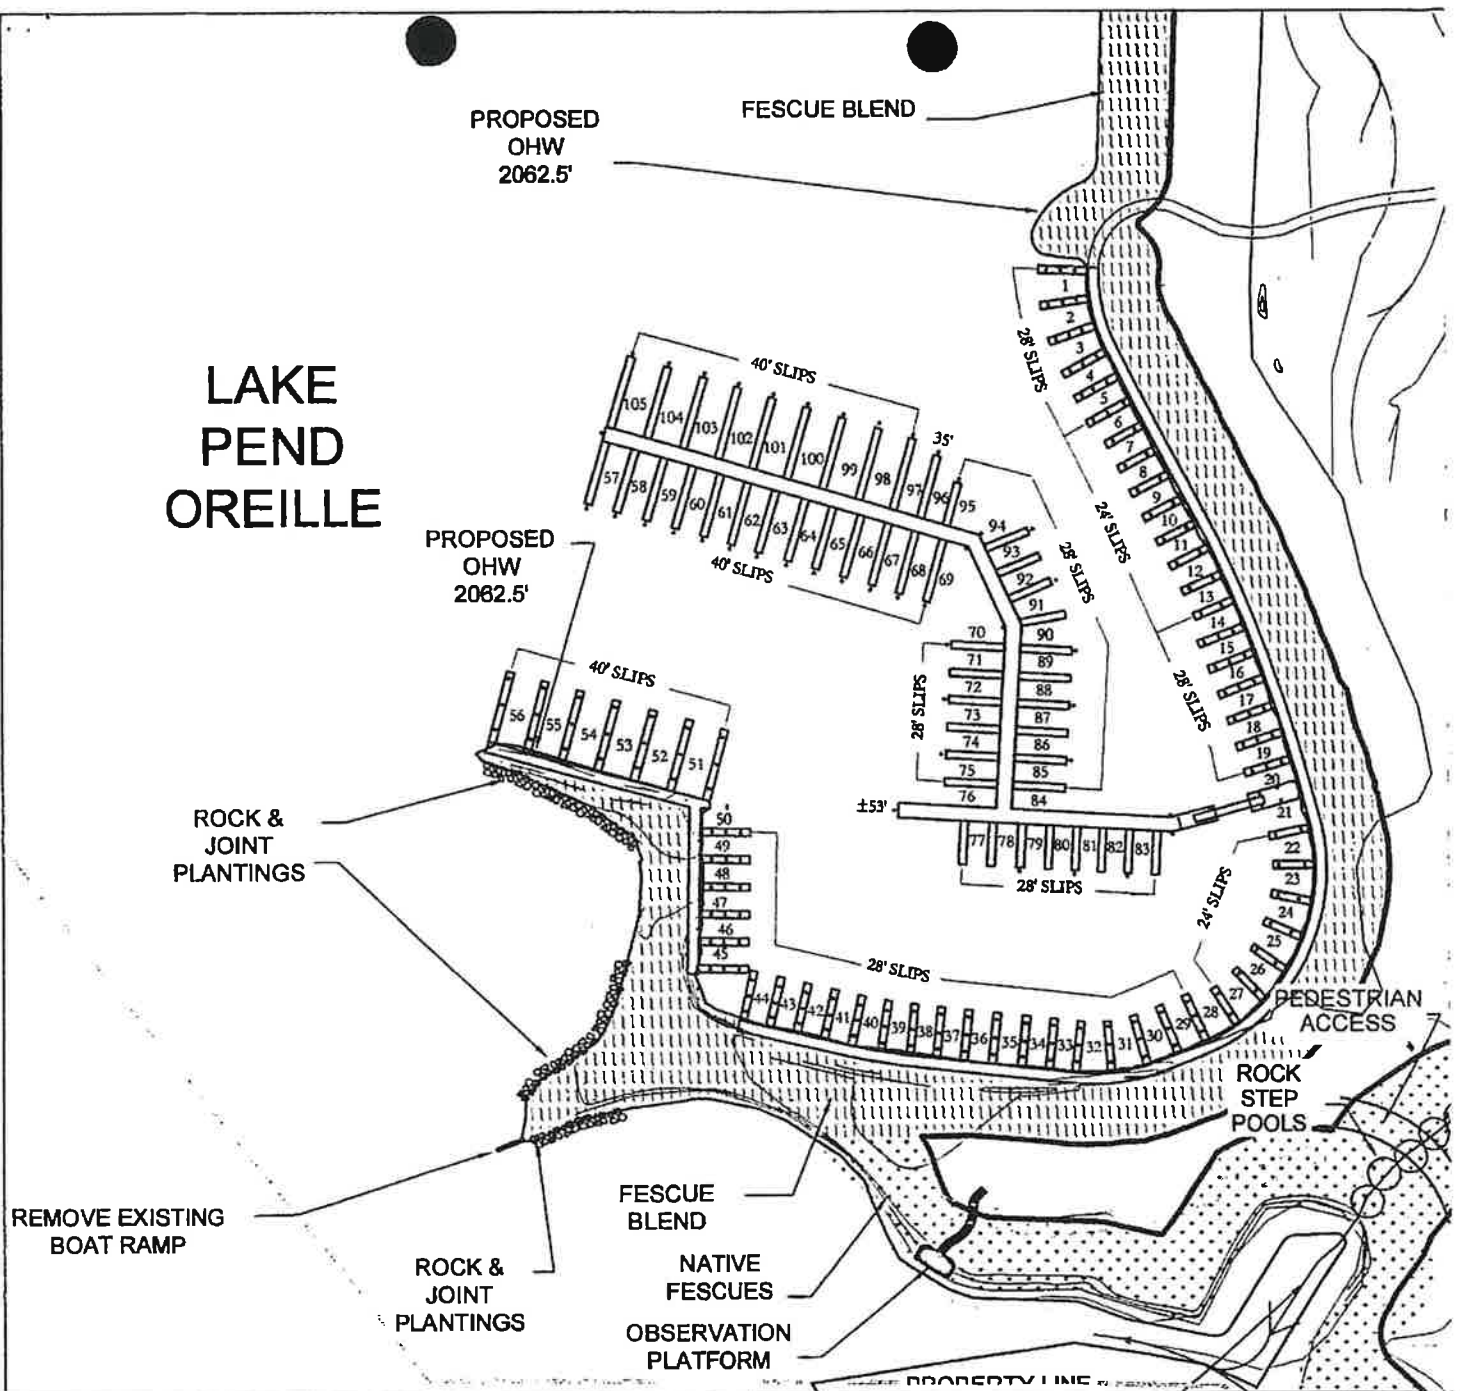 PROPOSED
OHW
2062.5'
FESCUE BLEND
LAKE
PEND
OREILLE
PROPOSED
OHW
2062.5'
40' SLIPS
105
104
103
102
101
100
99
98
97
96
95
35'
57
58
59
60
61
62
63
64
65
66
67
68
69
40' SLIPS
94
93
92
91
28' SLIPS
70
71
72
73
74
75
76
28' SLIPS
90
89
88
87
86
85
84
±53'
77
78
79
80
81
82
83
28' SLIPS
1
2
3
4
5
28' SLIPS
6
7
8
9
10
11
12
13
24' SLIPS
14
15
16
17
18
19
28' SLIPS
20
21
22
23
24
25
26
27
24' SLIPS
28
29
30
31
32
33
34
35
36
37
38
39
40
41
42
43
44
28' SLIPS
45
46
47
48
49
50
40' SLIPS
51
52
53
54
55
56
ROCK &
JOINT
PLANTINGS
PEDESTRIAN
ACCESS
ROCK
STEP
POOLS
REMOVE EXISTING
BOAT RAMP
ROCK &
JOINT
PLANTINGS
FESCUE
BLEND
NATIVE
FESCUES
OBSERVATION
PLATFORM
PROPERTY LINE